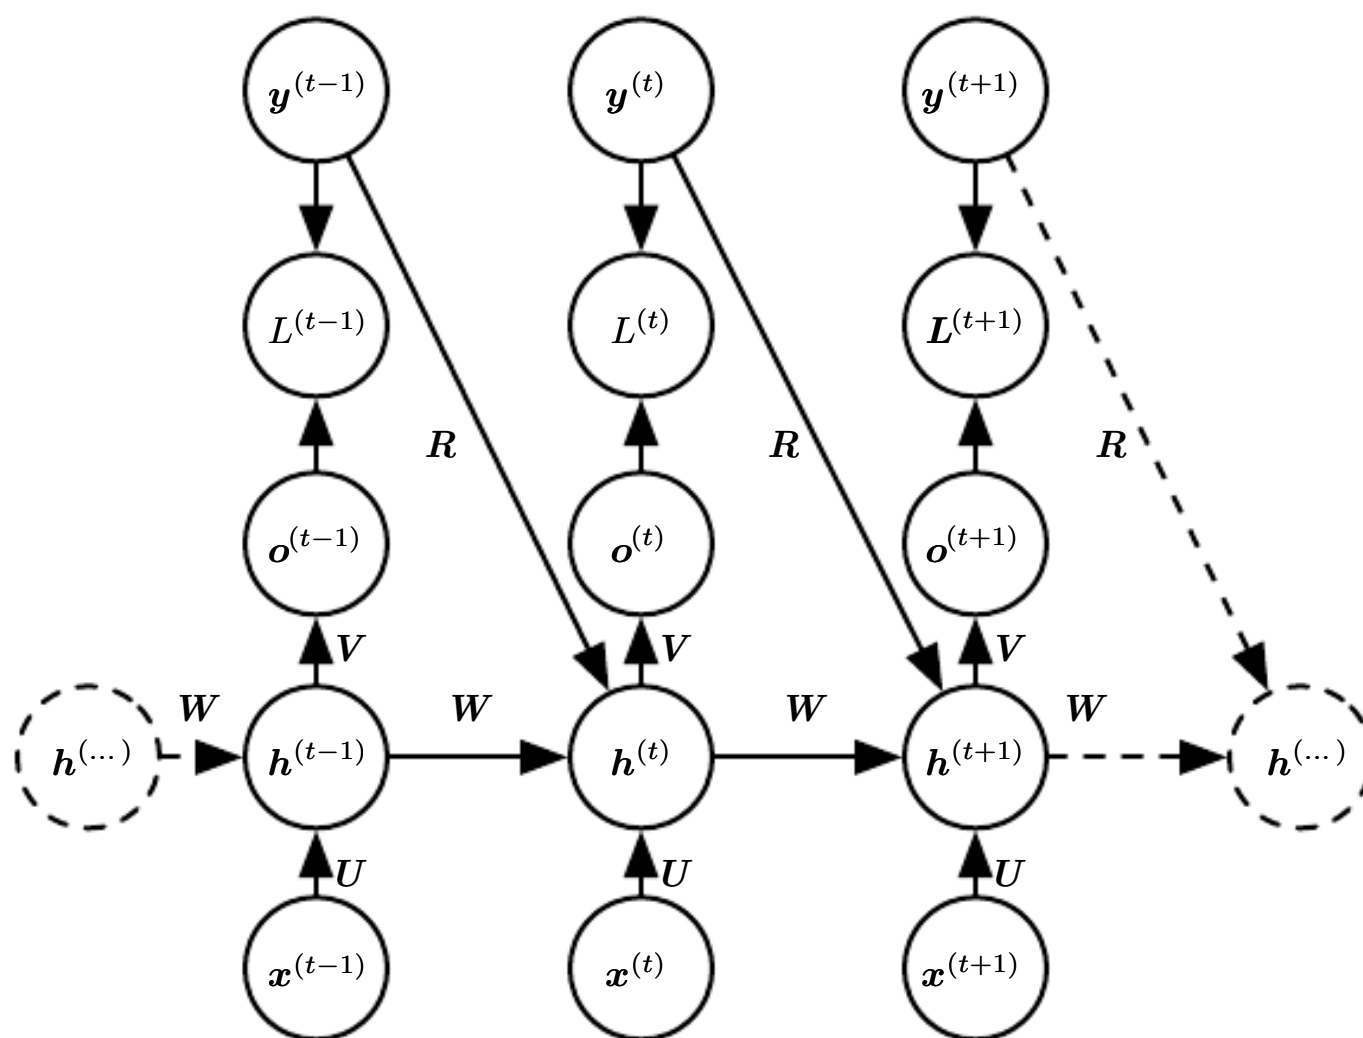 y^(t−1) y^(t) y^(t+1)
L^(t−1) L^(t) L^(t+1)
R R R
o^(t−1) o^(t) o^(t+1)
V V V
W W W W
h^(...) h^(t−1) h^(t) h^(t+1) h^(...)
U U U
x^(t−1) x^(t) x^(t+1)